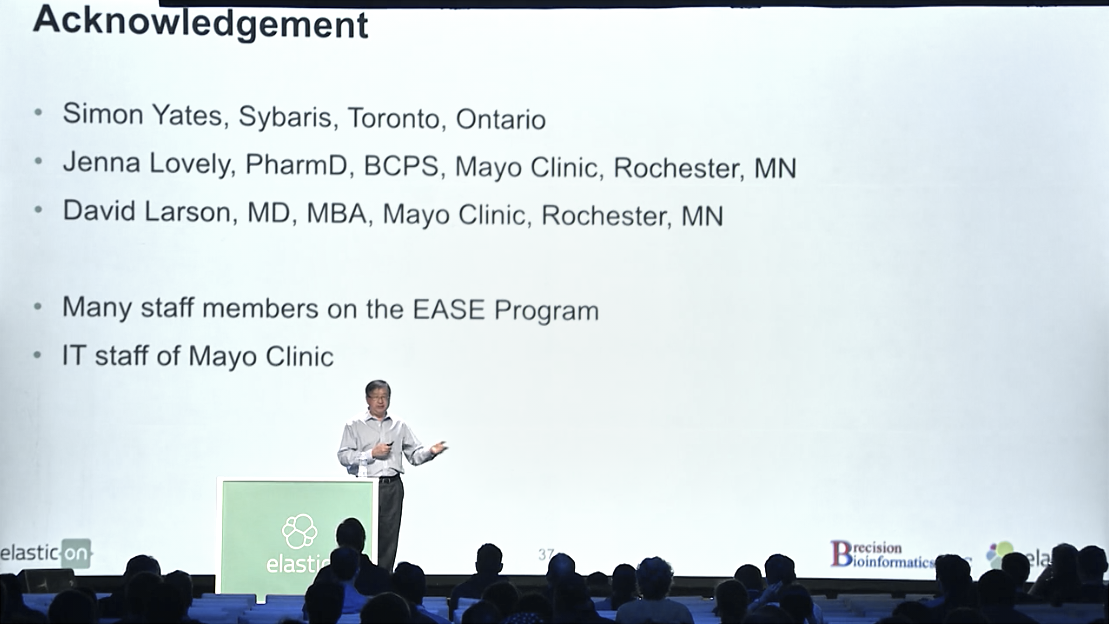 Acknowledgement
• Simon Yates, Sybaris, Toronto, Ontario
• Jenna Lovely, PharmD, BCPS, Mayo Clinic, Rochester, MN
• David Larson, MD, MBA, Mayo Clinic, Rochester, MN
• Many staff members on the EASE Program
• IT staff of Mayo Clinic
elastic
elastic on
37
Precision
Bioinformatics
ela